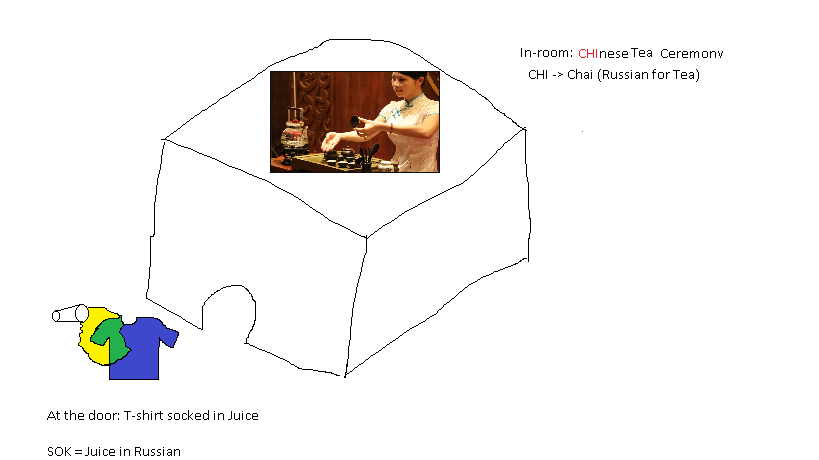 In-room: CHInese Tea Ceremony
CHI -> Chai (Russian for Tea)
At the door: T-shirt socked in Juice
SOK = Juice in Russian